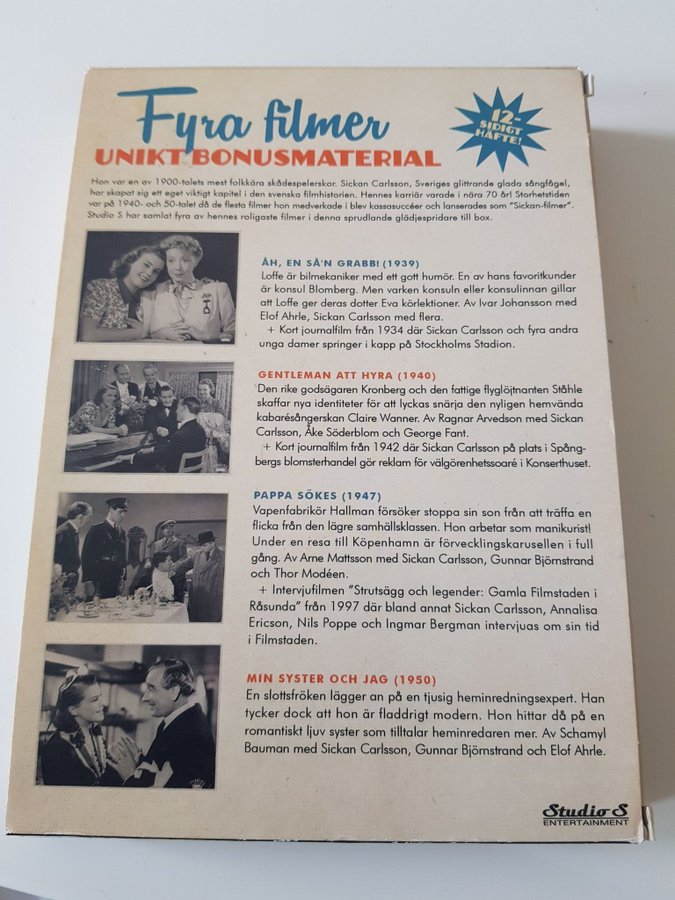 Fyra filmer
UNIKT BONUSMATERIAL
12-
SIDIGT
HÄFTE!
Hon var en av 1900-talets mest folkkära skådespelerskor. Sickan Carlsson, Sveriges glittrande glada sångfågel,
har skapat sig ett eget viktigt kapitel i den svenska filmhistorien. Hennes karriär varade i nära 70 år! Storhetstiden
var på 1940- och 50-talet då de flesta filmer hon medverkade i blev kassasuccéer och lanserades som "Sickan-filmer".
Studio S har samlat fyra av hennes roligaste filmer i denna sprudlande glädjespridare till box.
ÅH, EN SÅ'N GRABB! (1939)
Loffe är bilmekaniker med ett gott humör. En av hans favoritkunder
är konsul Blomberg. Men varken konsuln eller konsulinnan gillar
att Loffe ger deras dotter Eva körlektioner. Av Ivar Johansson med
Elof Ahrle, Sickan Carlsson med flera.
+ Kort journalfilm från 1934 där Sickan Carlsson och fyra andra
unga damer springer i kapp på Stockholms Stadion.
GENTLEMAN ATT HYRA (1940)
Den rike godsägaren Kronberg och den fattige flyglöjtnanten Ståhle
skaffar nya identiteter för att lyckas snärja den nyligen hemvända
kabarésångerskan Claire Wanner. Av Ragnar Arvedson med Sickan
Carlsson, Åke Söderblom och George Fant.
+ Kort journalfilm från 1942 där Sickan Carlsson på plats i Spång-
bergs blomsterhandel gör reklam för välgörenhetssoaré i Konserthuset.
PAPPA SÖKES (1947)
Vapenfabrikör Hallman försöker stoppa sin son från att träffa en
flicka från den lägre samhällsklassen. Hon arbetar som manikurist!
Under en resa till Köpenhamn är förvecklingskarusellen i full
gång. Av Arne Mattsson med Sickan Carlsson, Gunnar Björnstrand
och Thor Modéen.
+ Intervjufilmen "Strutsägg och legender: Gamla Filmstaden i
Råsunda" från 1997 där bland annat Sickan Carlsson, Annalisa
Ericson, Nils Poppe och Ingmar Bergman intervjuas om sin tid
i Filmstaden.
MIN SYSTER OCH JAG (1950)
En slottsfröken lägger an på en tjusig heminredningsexpert. Han
tycker dock att hon är fladdrigt modern. Hon hittar då på en
romantiskt ljuv syster som tilltalar heminredaren mer. Av Schamyl
Bauman med Sickan Carlsson, Gunnar Björnstrand och Elof Ahrle.
Studio S
ENTERTAINMENT